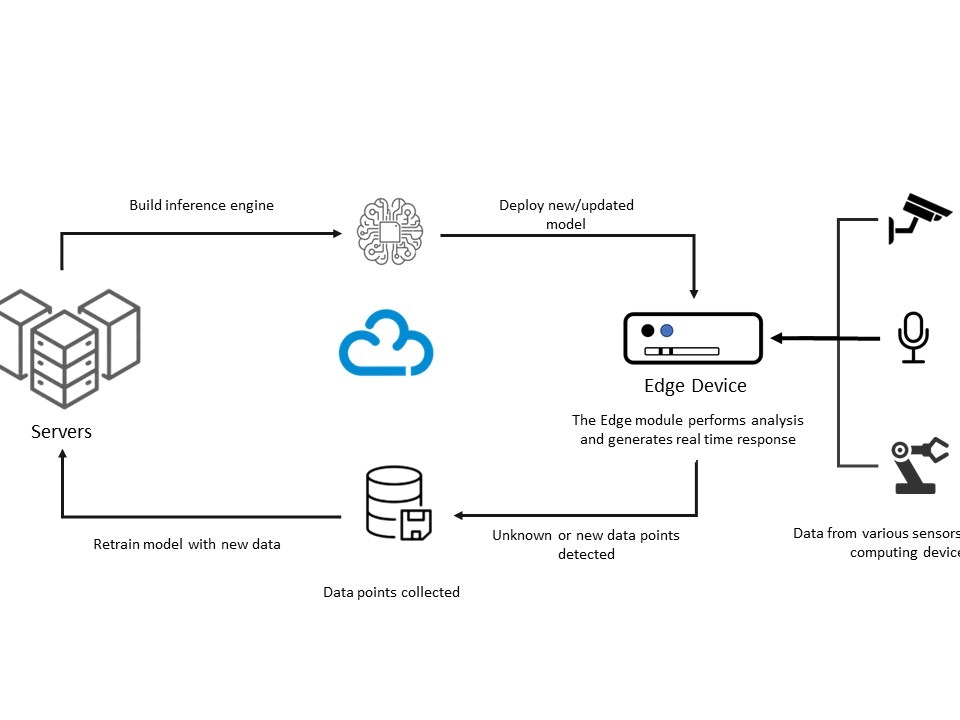 Build inference engine
Deploy new/updated
model
Edge Device
The Edge module performs analysis
and generates real time response
Servers
Retrain model with new data
Unknown or new data points
detected
Data from various sensors
computing device
Data points collected